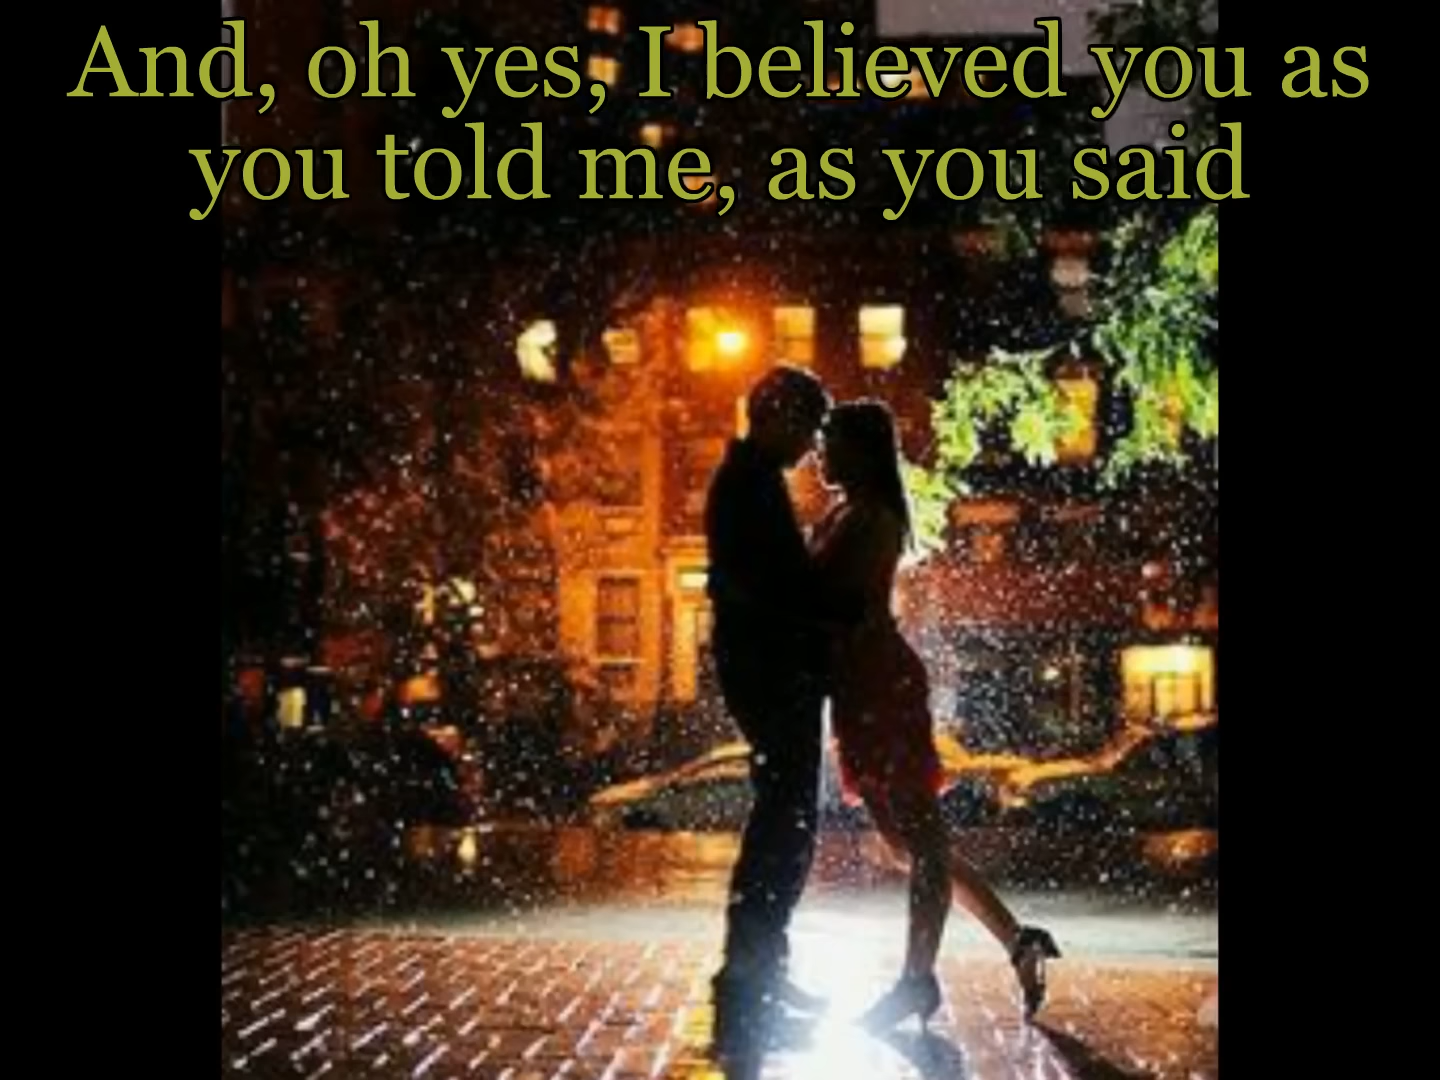 And, oh yes, I believed you as
you told me, as you said